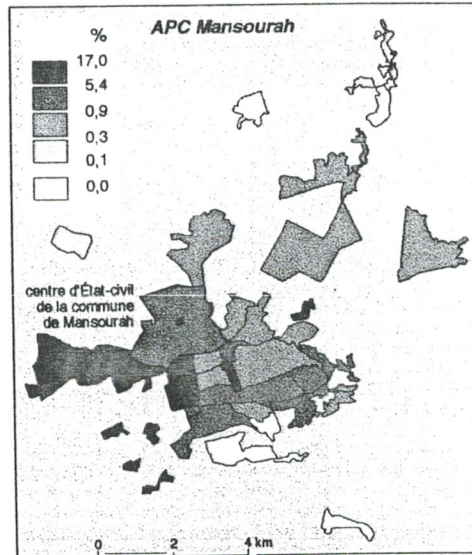 APC Mansourah
%
17,0
5,4
0,9
0,3
0,1
0,0
centre d'État-civil
de la commune
de Mansourah
0 2 4 km